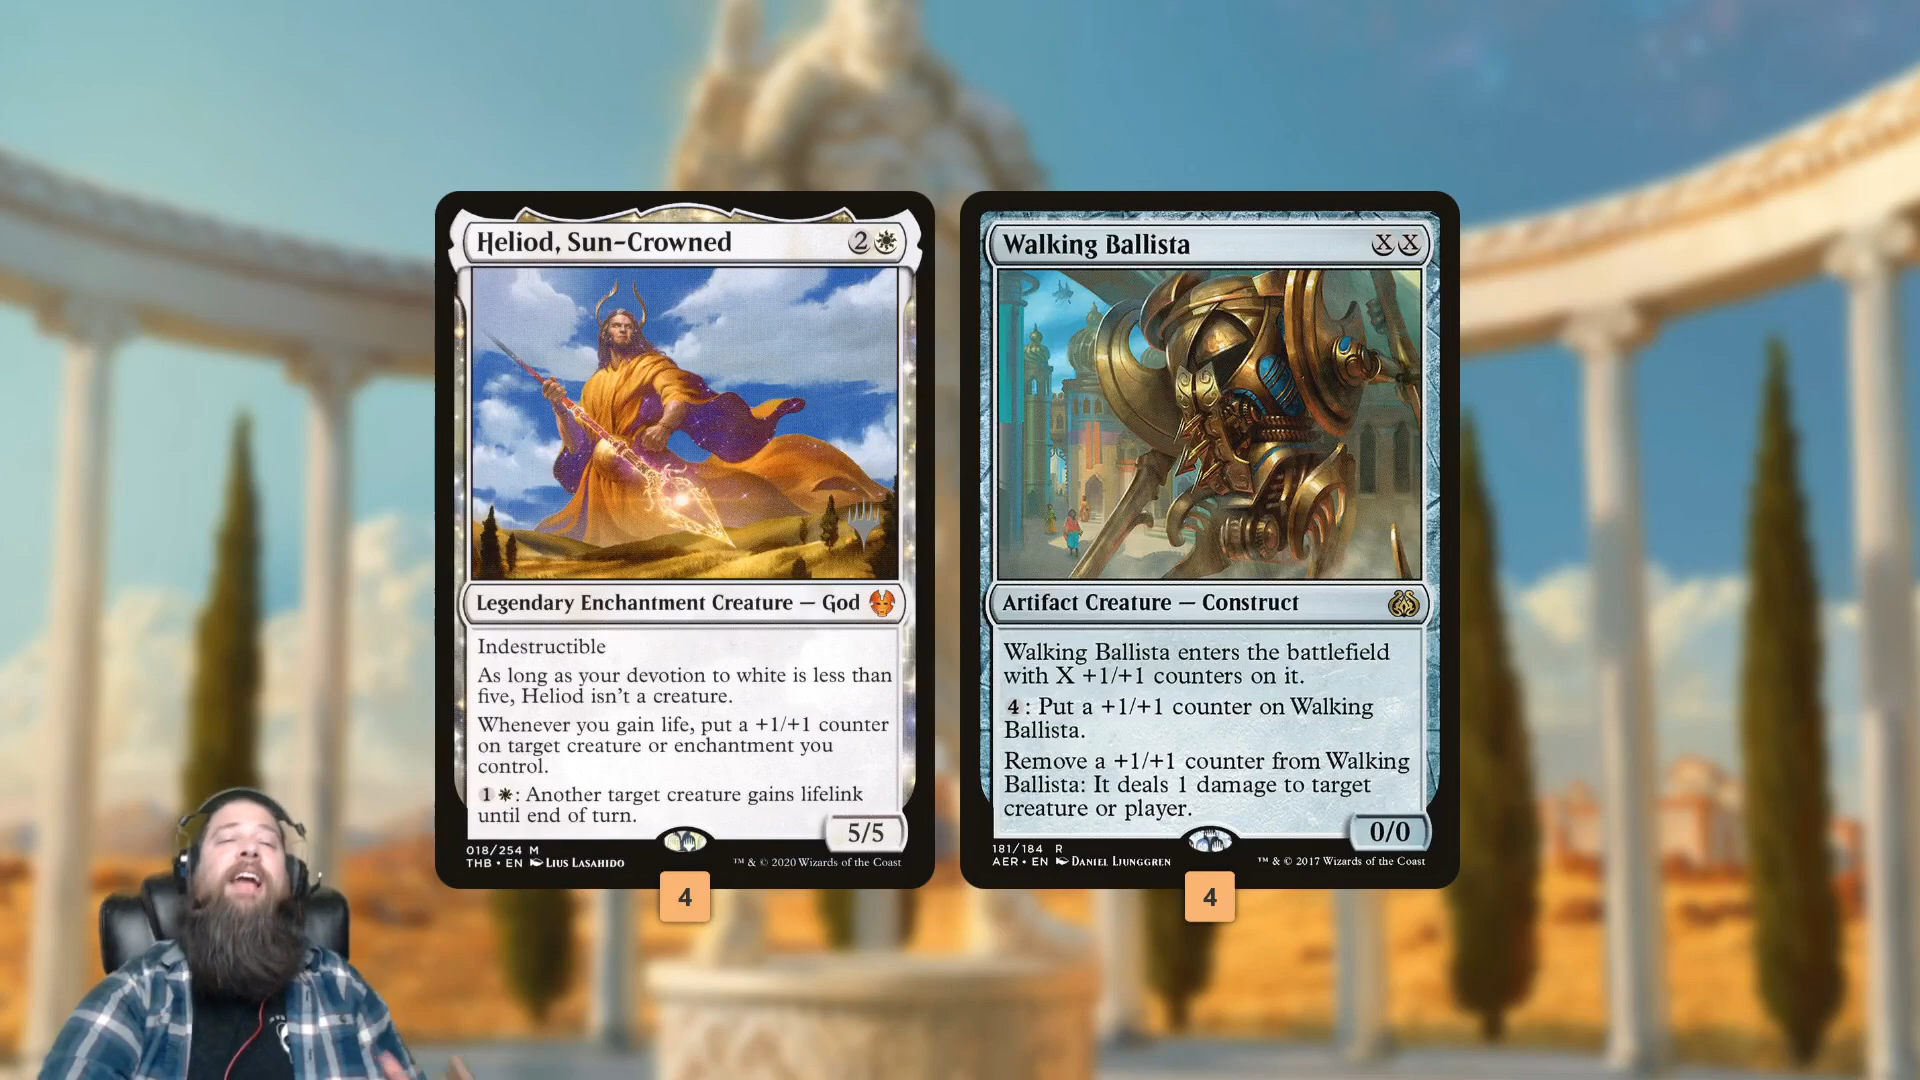 Heliod, Sun-Crowned 2
Legendary Enchantment Creature — God
Indestructible
As long as your devotion to white is less than
five, Heliod isn't a creature.
Whenever you gain life, put a +1/+1 counter
on target creature or enchantment you
control.
1 : Another target creature gains lifelink
until end of turn.
5/5
018/254 M
THB • EN Lius Lasahido
™ & © 2020 Wizards of the Coast
4
Walking Ballista X X
Artifact Creature — Construct
Walking Ballista enters the battlefield
with X +1/+1 counters on it.
4 : Put a +1/+1 counter on Walking
Ballista.
Remove a +1/+1 counter from Walking
Ballista: It deals 1 damage to target
creature or player.
0/0
181/184 R
AER • EN Daniel Ljunggren
™ & © 2017 Wizards of the Coast
4